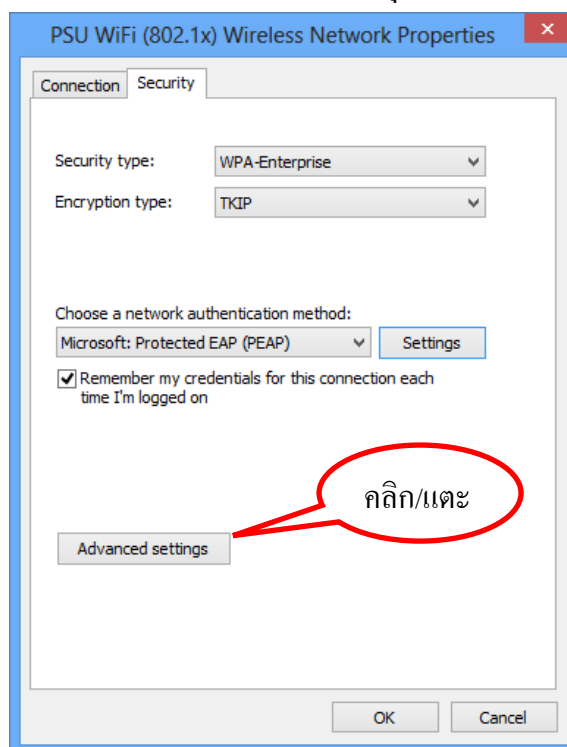 PSU WiFi (802.1x) Wireless Network Properties
Connection Security
Security type: WPA-Enterprise
Encryption type: TKIP
Choose a network authentication method:
Microsoft: Protected EAP (PEAP) Settings
Remember my credentials for this connection each
time I'm logged on
คลิก/แตะ
Advanced settings
OK Cancel